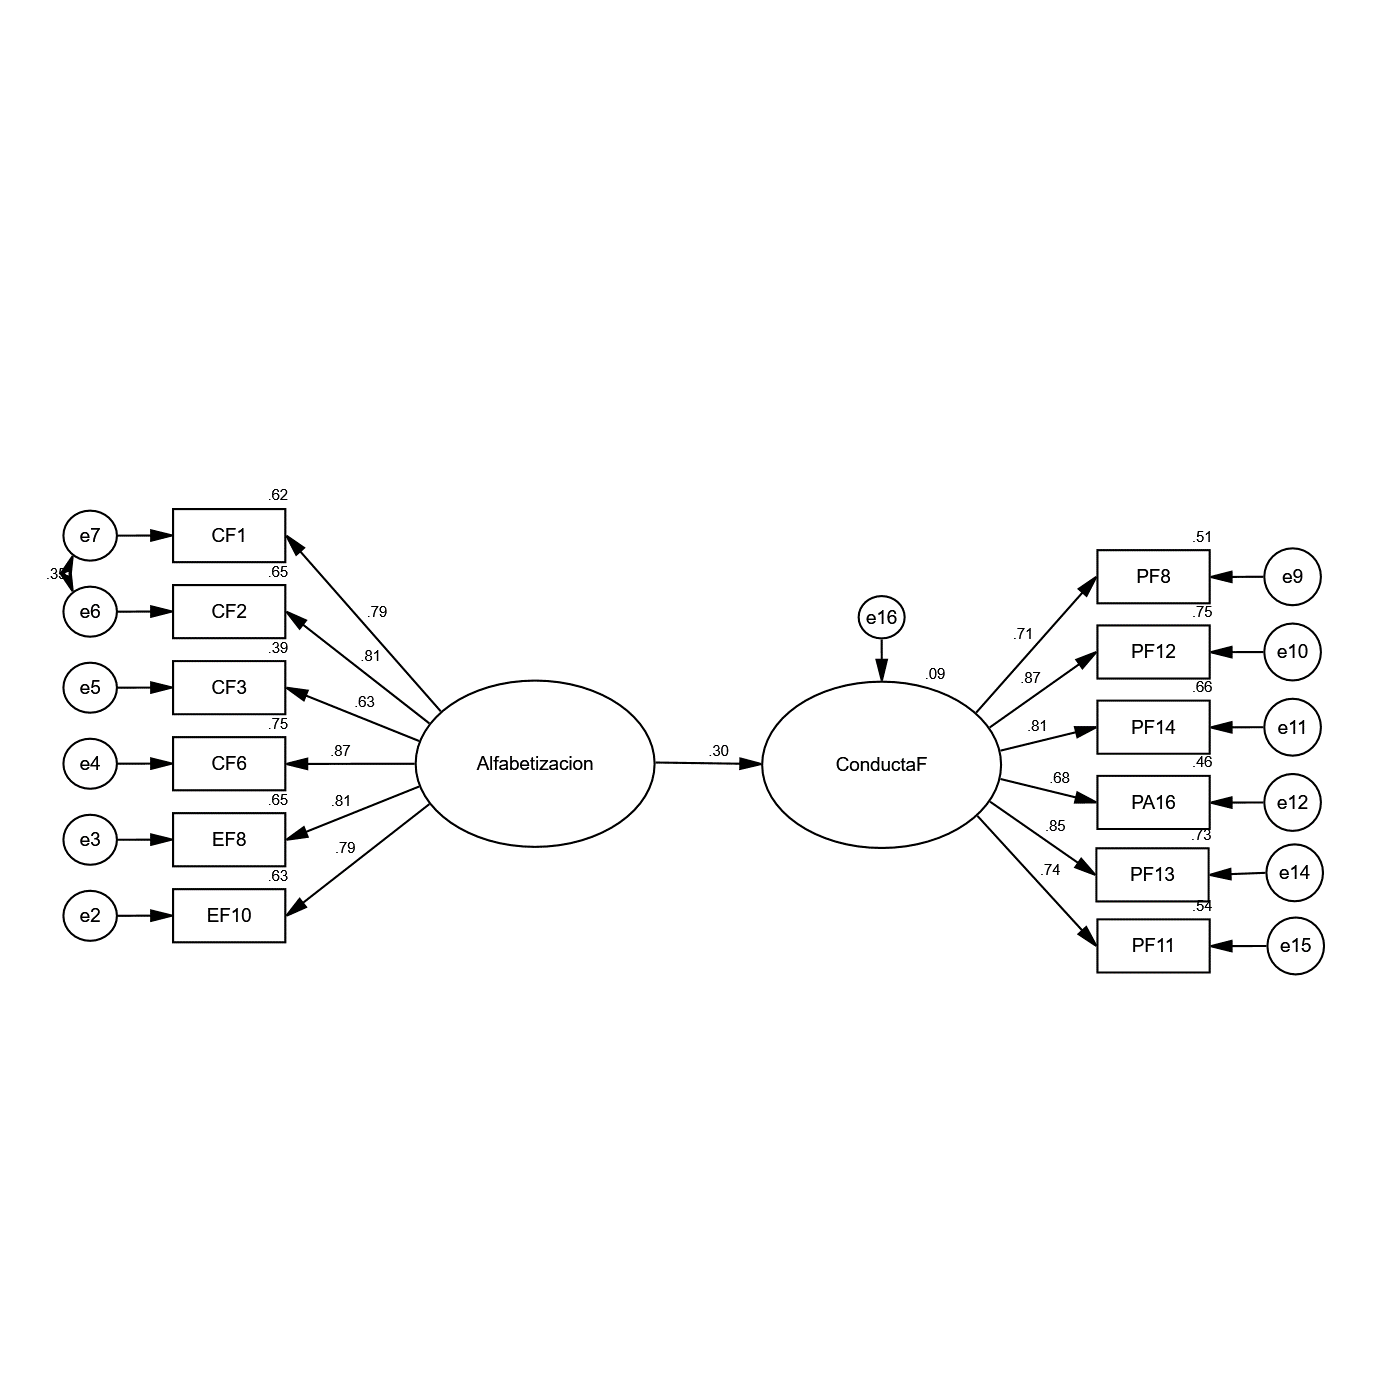 .62
e7
CF1
.35
.65
e6
CF2
.39
e5
CF3
.75
e4
CF6
.65
e3
EF8
.63
e2
EF10
.79
.81
.63
.87
.81
.79
Alfabetizacion
.30
e16
.09
ConductaF
.71
.87
.81
.68
.85
.74
.51
PF8
e9
.75
PF12
e10
.66
PF14
e11
.46
PA16
e12
.73
PF13
e14
.54
PF11
e15